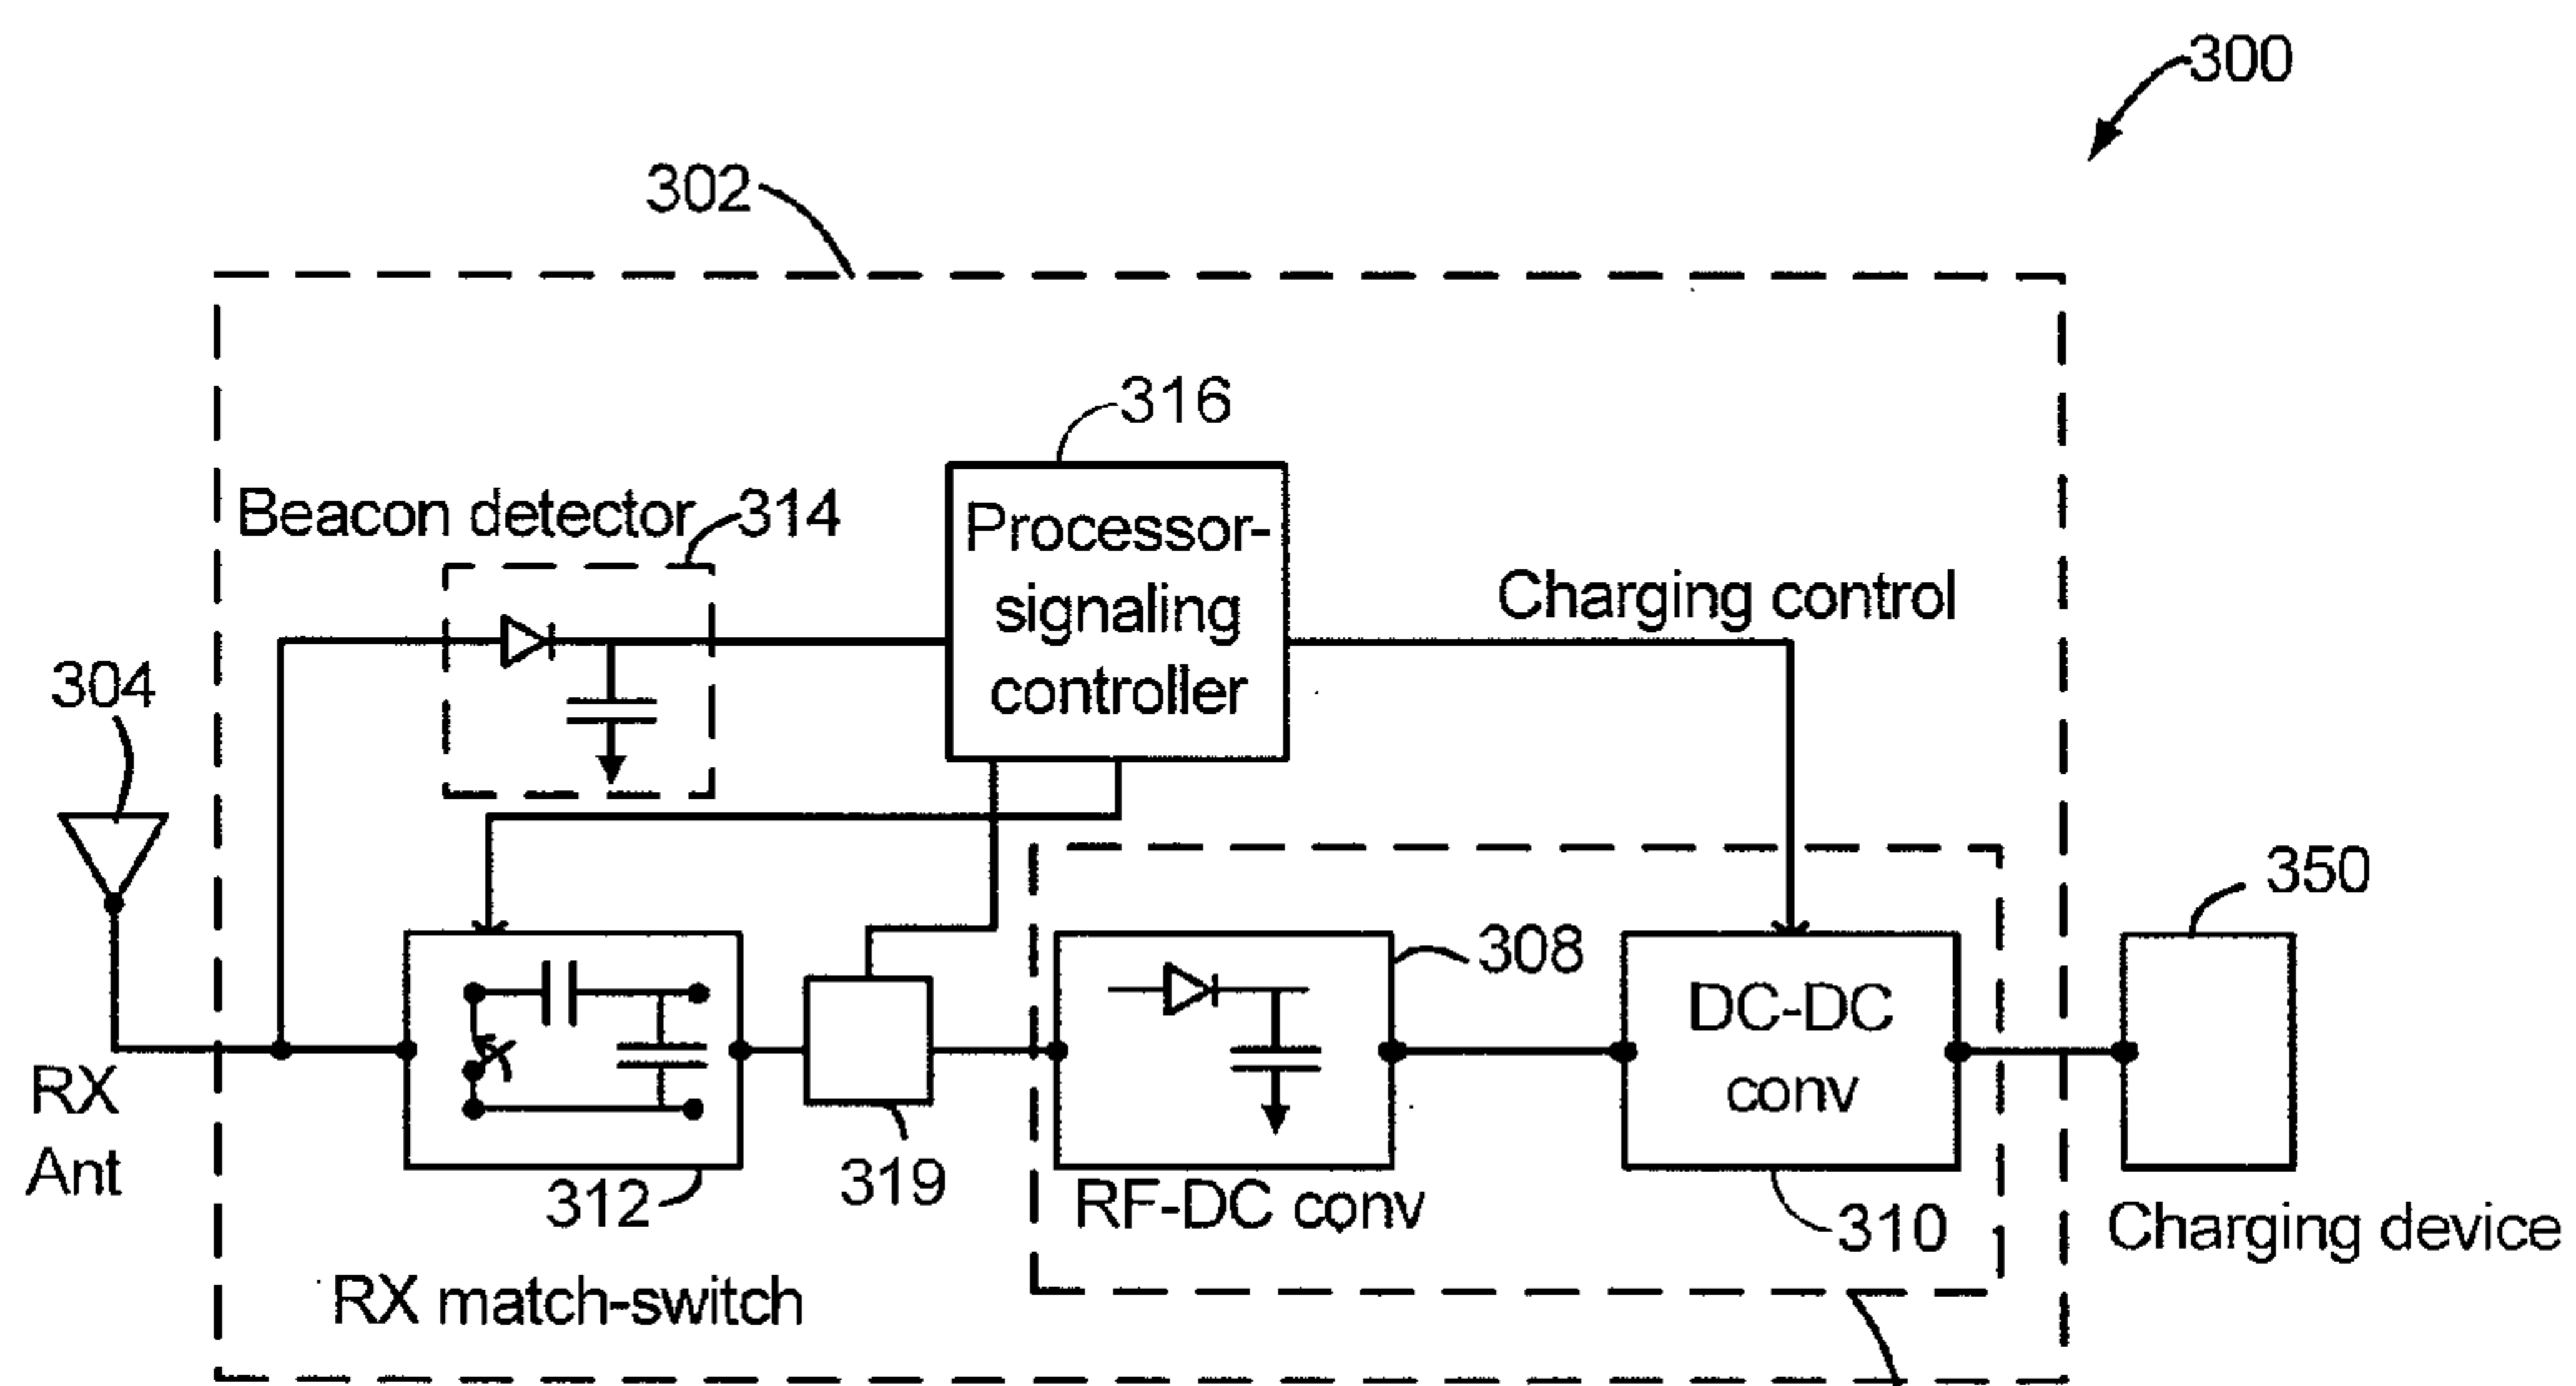 300
302
316
Beacon detector
314
Processor-
signaling
controller
Charging control
304
350
308
DC-DC
conv
RX
Ant
312
319
RF-DC conv
310
Charging device
RX match-switch